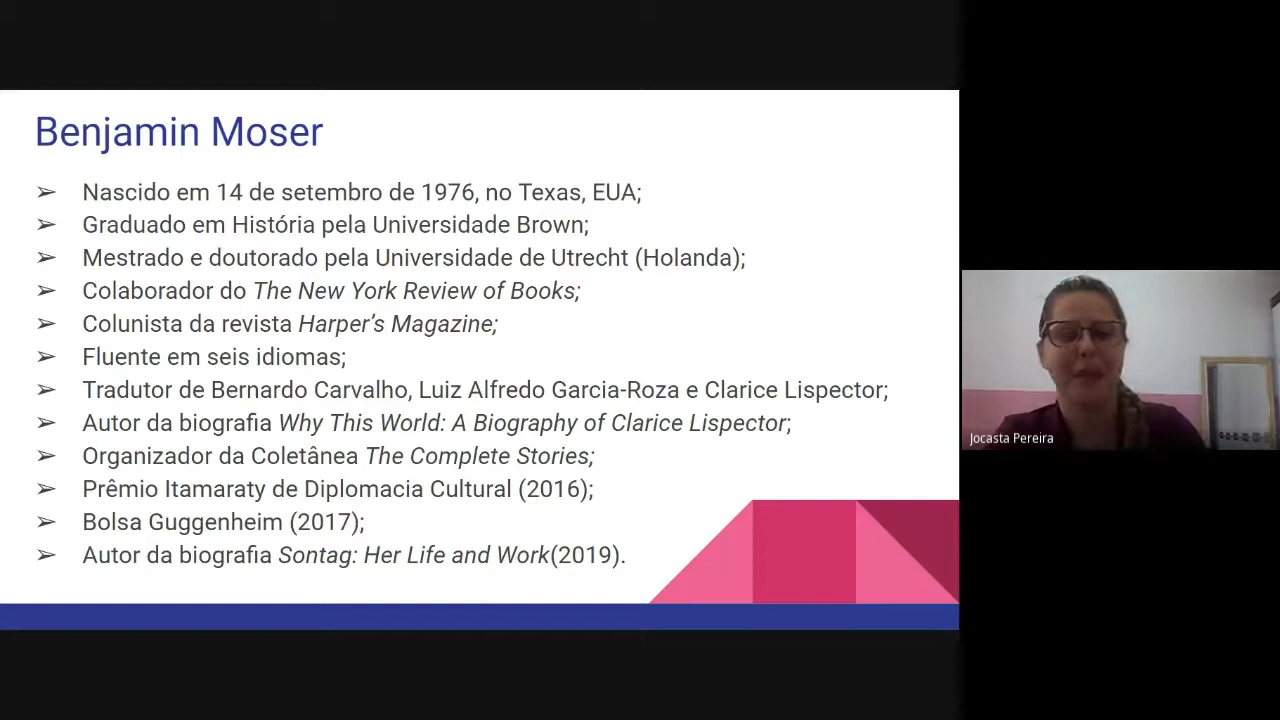 Benjamin Moser
➢ Nascido em 14 de setembro de 1976, no Texas, EUA;
➢ Graduado em História pela Universidade Brown;
➢ Mestrado e doutorado pela Universidade de Utrecht (Holanda);
➢ Colaborador do The New York Review of Books;
➢ Colunista da revista Harper’s Magazine;
➢ Fluente em seis idiomas;
➢ Tradutor de Bernardo Carvalho, Luiz Alfredo Garcia-Roza e Clarice Lispector;
➢ Autor da biografia Why This World: A Biography of Clarice Lispector;
➢ Organizador da Coletânea The Complete Stories;
➢ Prêmio Itamaraty de Diplomacia Cultural (2016);
➢ Bolsa Guggenheim (2017);
➢ Autor da biografia Sontag: Her Life and Work(2019).
Jocasta Pereira